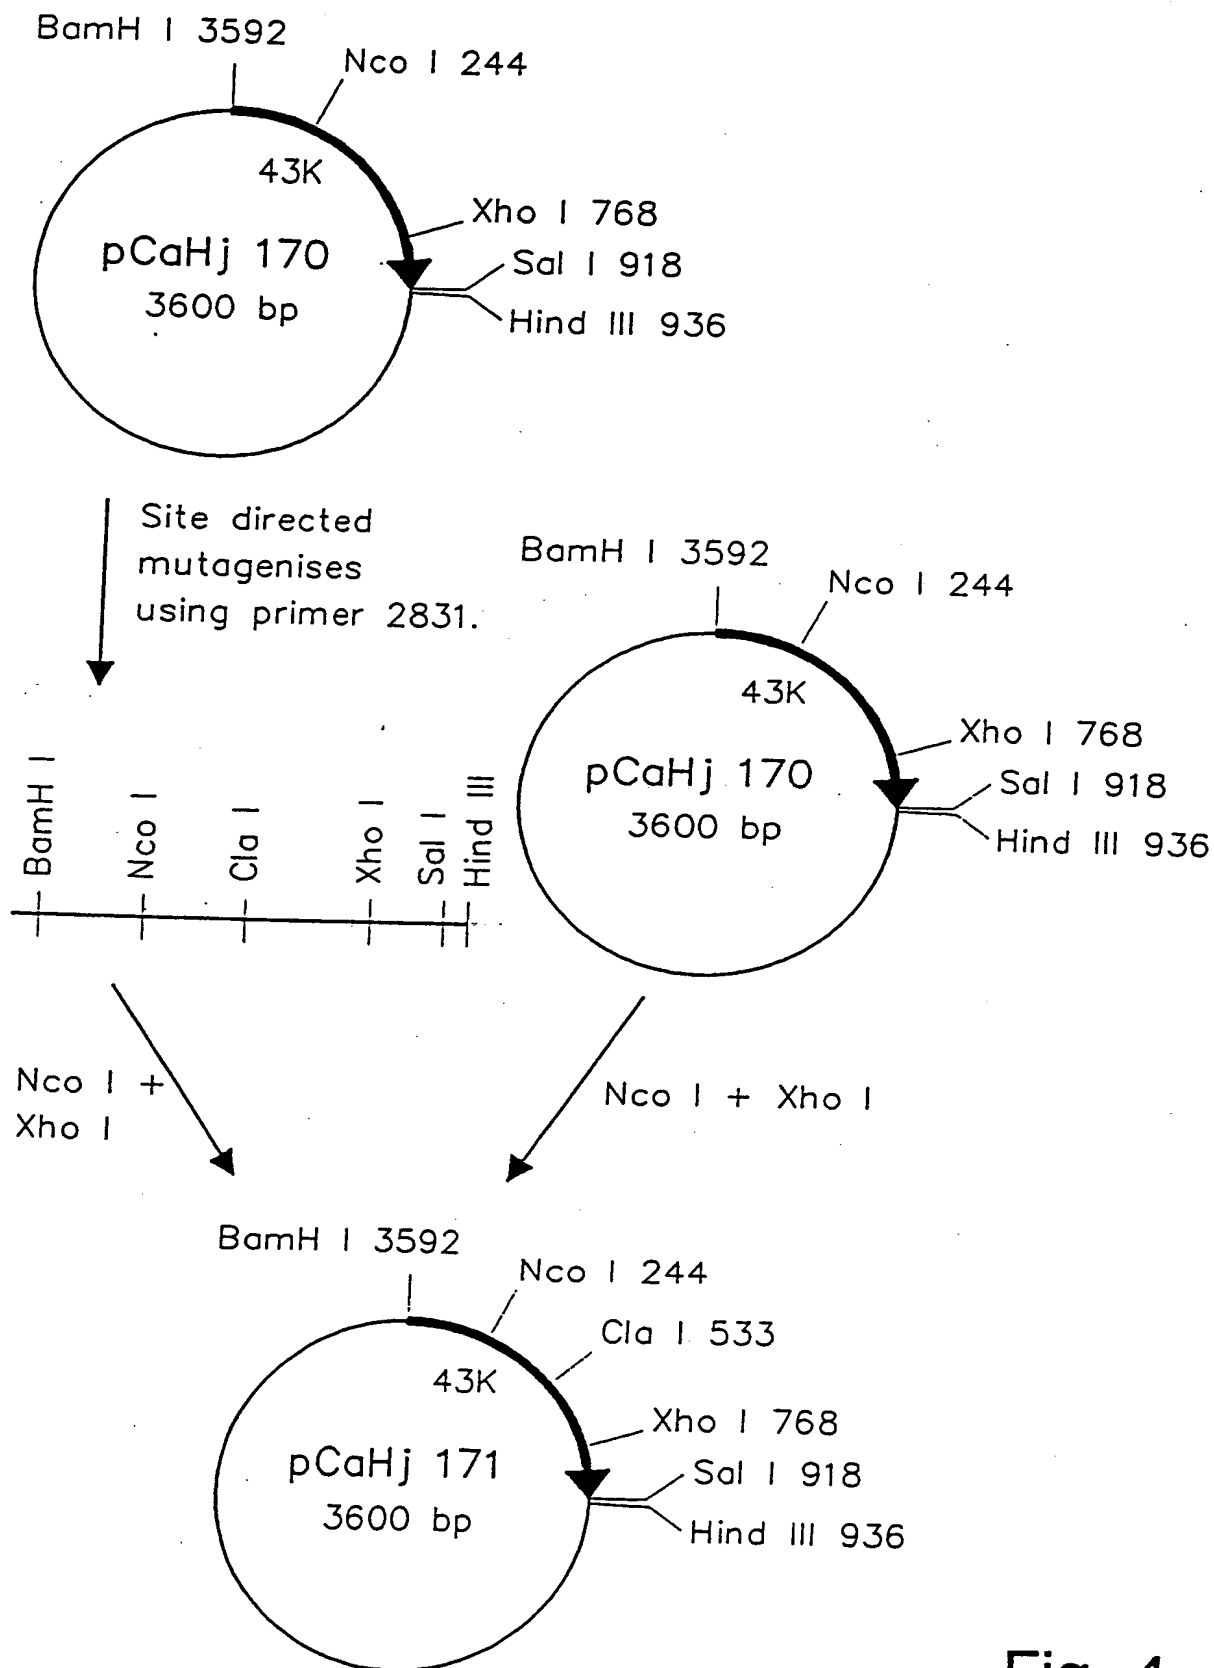 BamH I 3592
Nco I 244
43K
Xho I 768
pCaHj 170
Sal I 918
3600 bp
Hind III 936
Site directed
mutagenises
using primer 2831.
BamH I 3592
Nco I 244
43K
Xho I 768
pCaHj 170
Sal I 918
3600 bp
Hind III 936
BamH I
Nco I
Cla I
Xho I
Sal I
Hind III
Nco I +
Xho I
Nco I + Xho I
BamH I 3592
Nco I 244
Cla I 533
43K
Xho I 768
pCaHj 171
Sal I 918
3600 bp
Hind III 936